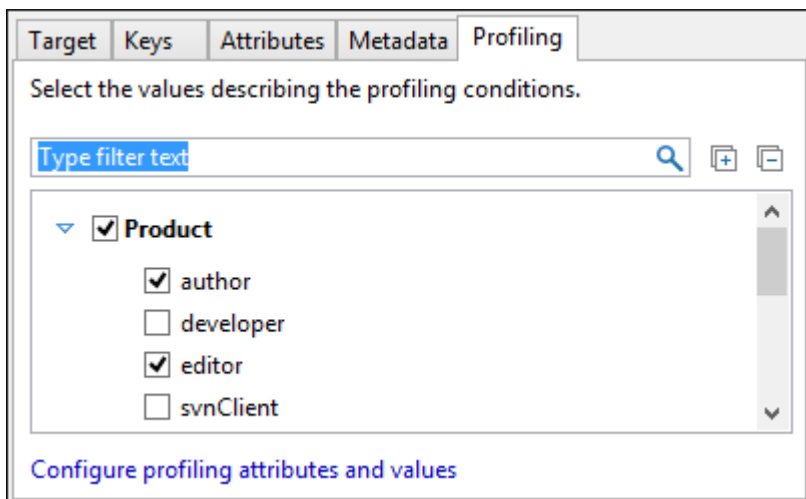 Target Keys Attributes Metadata Profiling
Select the values describing the profiling conditions.
Type filter text
Product
author
developer
editor
svnClient
Configure profiling attributes and values